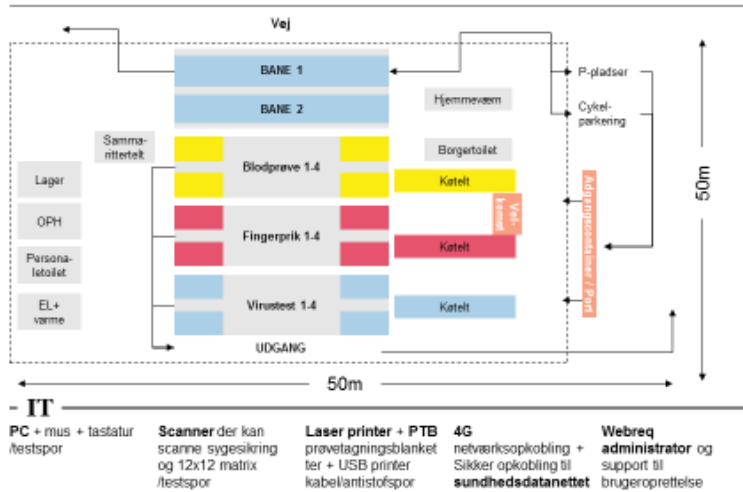 Vej
BANE 1
P-pladser
Hjemmeværn
BANE 2
Cykel-
parkering
Samma-
rittertelt
Borgertoilet
Blodprøve 1-4
Lager
Køtelt
Vel-
komst
Adgangscontainer / Port
50m
OPH
Fingerprik 1-4
Køtelt
Persona-
letoilet
EL+
varme
Virustest 1-4
Køtelt
UDGANG
50m
IT
PC + mus + tastatur
/testspor
Scanner der kan
scanne sygesikring
og 12x12 matrix
/testspor
Laser printer + PTB
prøvetagningsblanket
ter + USB printer
kabel/antistofspor
4G
netværksopkobling +
Sikker opkobling til
sundhedsdatanettet
Webreq
administrator og
support til
brugeroprettelse